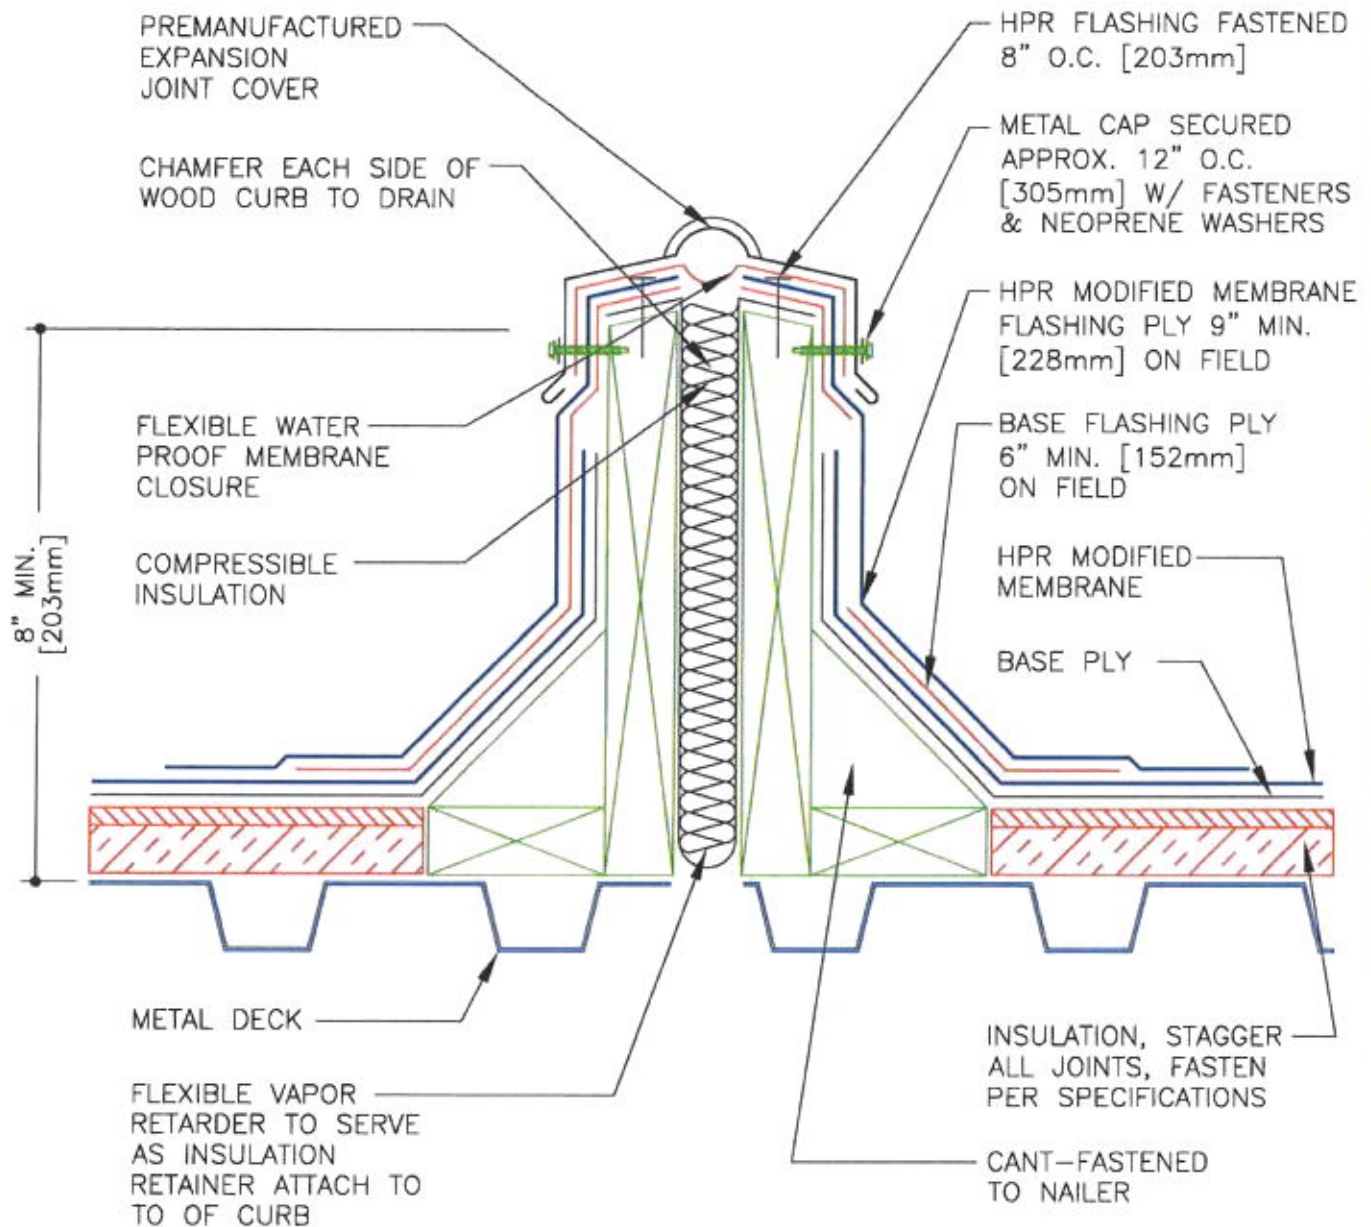 PREMANUFACTURED
EXPANSION
JOINT COVER
CHAMFER EACH SIDE OF
WOOD CURB TO DRAIN
FLEXIBLE WATER
PROOF MEMBRANE
CLOSURE
COMPRESSIBLE
INSULATION
8" MIN.
[203mm]
METAL DECK
FLEXIBLE VAPOR
RETARDER TO SERVE
AS INSULATION
RETAINER ATTACH TO
TO OF CURB
HPR FLASHING FASTENED
8" O.C. [203mm]
METAL CAP SECURED
APPROX. 12" O.C.
[305mm] W/ FASTENERS
& NEOPRENE WASHERS
HPR MODIFIED MEMBRANE
FLASHING PLY 9" MIN.
[228mm] ON FIELD
BASE FLASHING PLY
6" MIN. [152mm]
ON FIELD
HPR MODIFIED
MEMBRANE
BASE PLY
INSULATION, STAGGER
ALL JOINTS, FASTEN
PER SPECIFICATIONS
CANT-FASTENED
TO NAILER